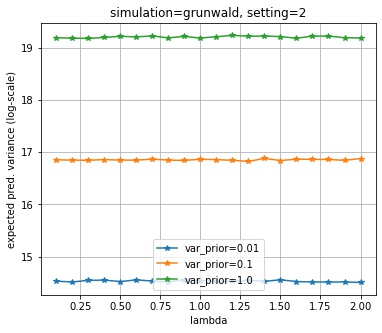 simulation=grunwald, setting=2
expected pred. variance (log-scale)
19
18
17
16
15
var_prior=0.01
var_prior=0.1
var_prior=1.0
0.25 0.50 0.75 1.00 1.25 1.50 1.75 2.00
lambda